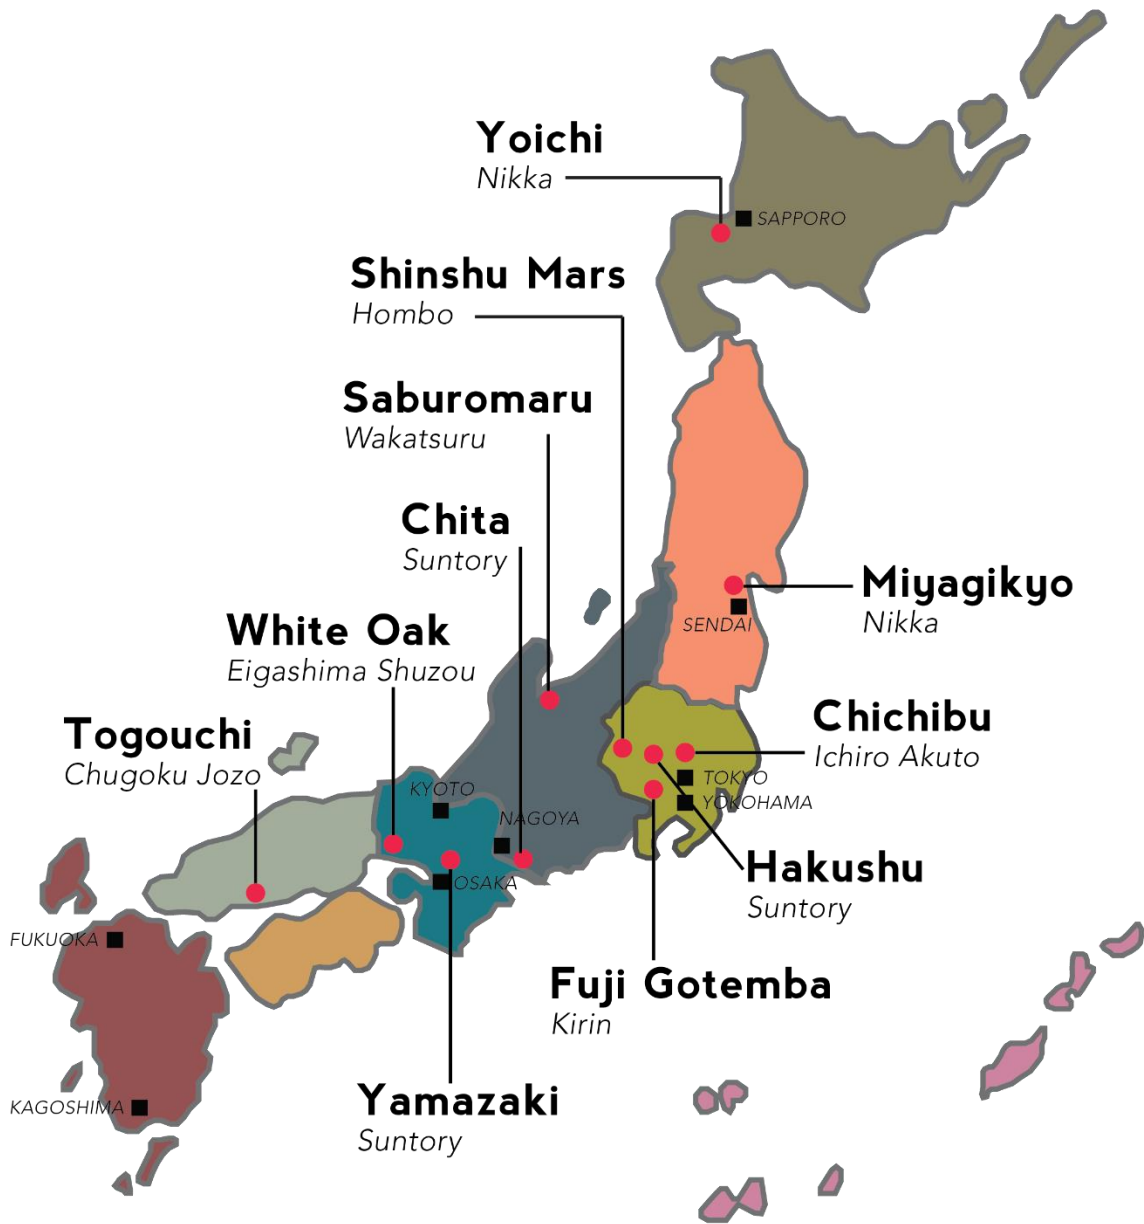 Yoichi
Nikka
SAPPORO
Shinshu Mars
Hombo
Saburomaru
Wakatsuru
Chita
Suntory
Miyagikyo
Nikka
SENDAI
White Oak
Eigashima Shuzou
Chichibu
Ichiro Akuto
Togouchi
Chugoku Jozo
TOKYO
YOKOHAMA
KYOTO
NAGOYA
OSAKA
Hakushu
Suntory
FUKUOKA
Fuji Gotemba
Kirin
Yamazaki
Suntory
KAGOSHIMA